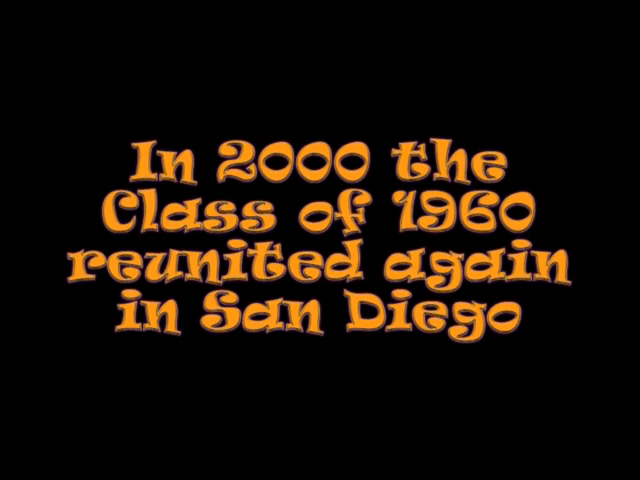 In 2000 the
Class of 1960
reunited again
in San Diego